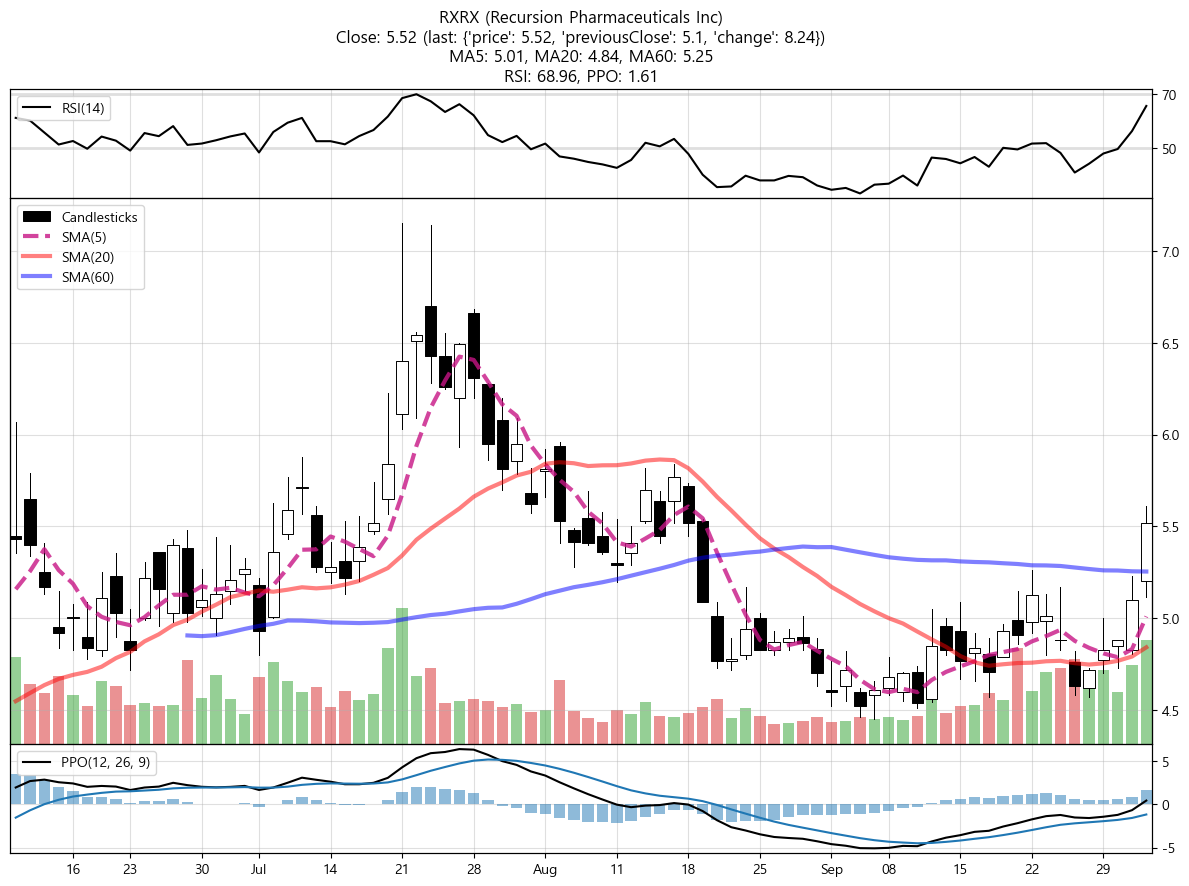 RXRX (Recursion Pharmaceuticals Inc)
Close: 5.52 (last: {'price': 5.52, 'previousClose': 5.1, 'change': 8.24})
MA5: 5.01, MA20: 4.84, MA60: 5.25
RSI: 68.96, PPO: 1.61
RSI(14)
70
50
Candlesticks
SMA(5)
SMA(20)
SMA(60)
7.0
6.5
6.0
5.5
5.0
4.5
PPO(12, 26, 9)
5
0
-5
16 23 30 Jul 14 21 28 Aug 11 18 25 Sep 08 15 22 29